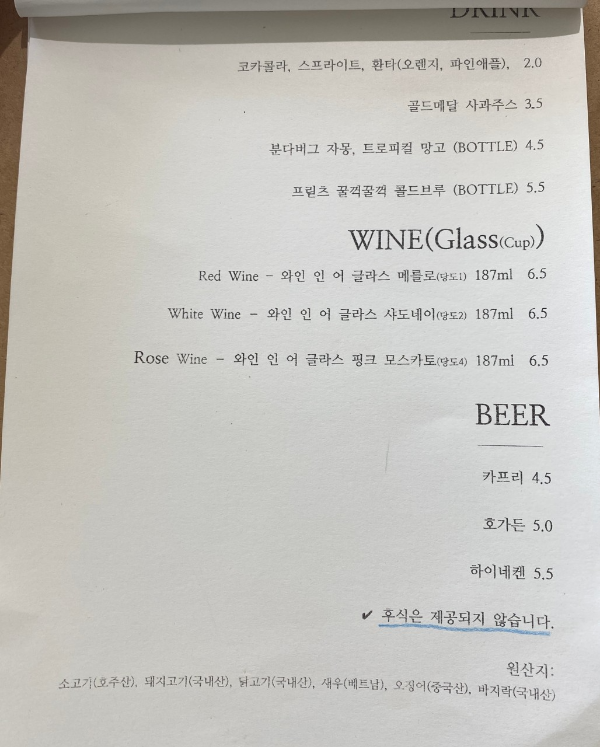 DRINK
코카콜라, 스프라이트, 환타(오렌지, 파인애플), 2.0
골드메달 사과주스 3.5
분다버그 자몽, 트로피컬 망고 (BOTTLE) 4.5
프릳츠 꿀꺽꿀꺽 콜드브루 (BOTTLE) 5.5
WINE(Glass(Cup))
Red Wine - 와인 인 어 글라스 메를로(당도1) 187ml 6.5
White Wine - 와인 인 어 글라스 샤도네이(당도2) 187ml 6.5
Rose Wine - 와인 인 어 글라스 핑크 모스카토(당도4) 187ml 6.5
BEER
카프리 4.5
호가든 5.0
하이네켄 5.5
✔ 후식은 제공되지 않습니다.
원산지:
소고기(호주산), 돼지고기(국내산), 닭고기(국내산), 새우(베트남), 오징어(중국산), 바지락(국내산)